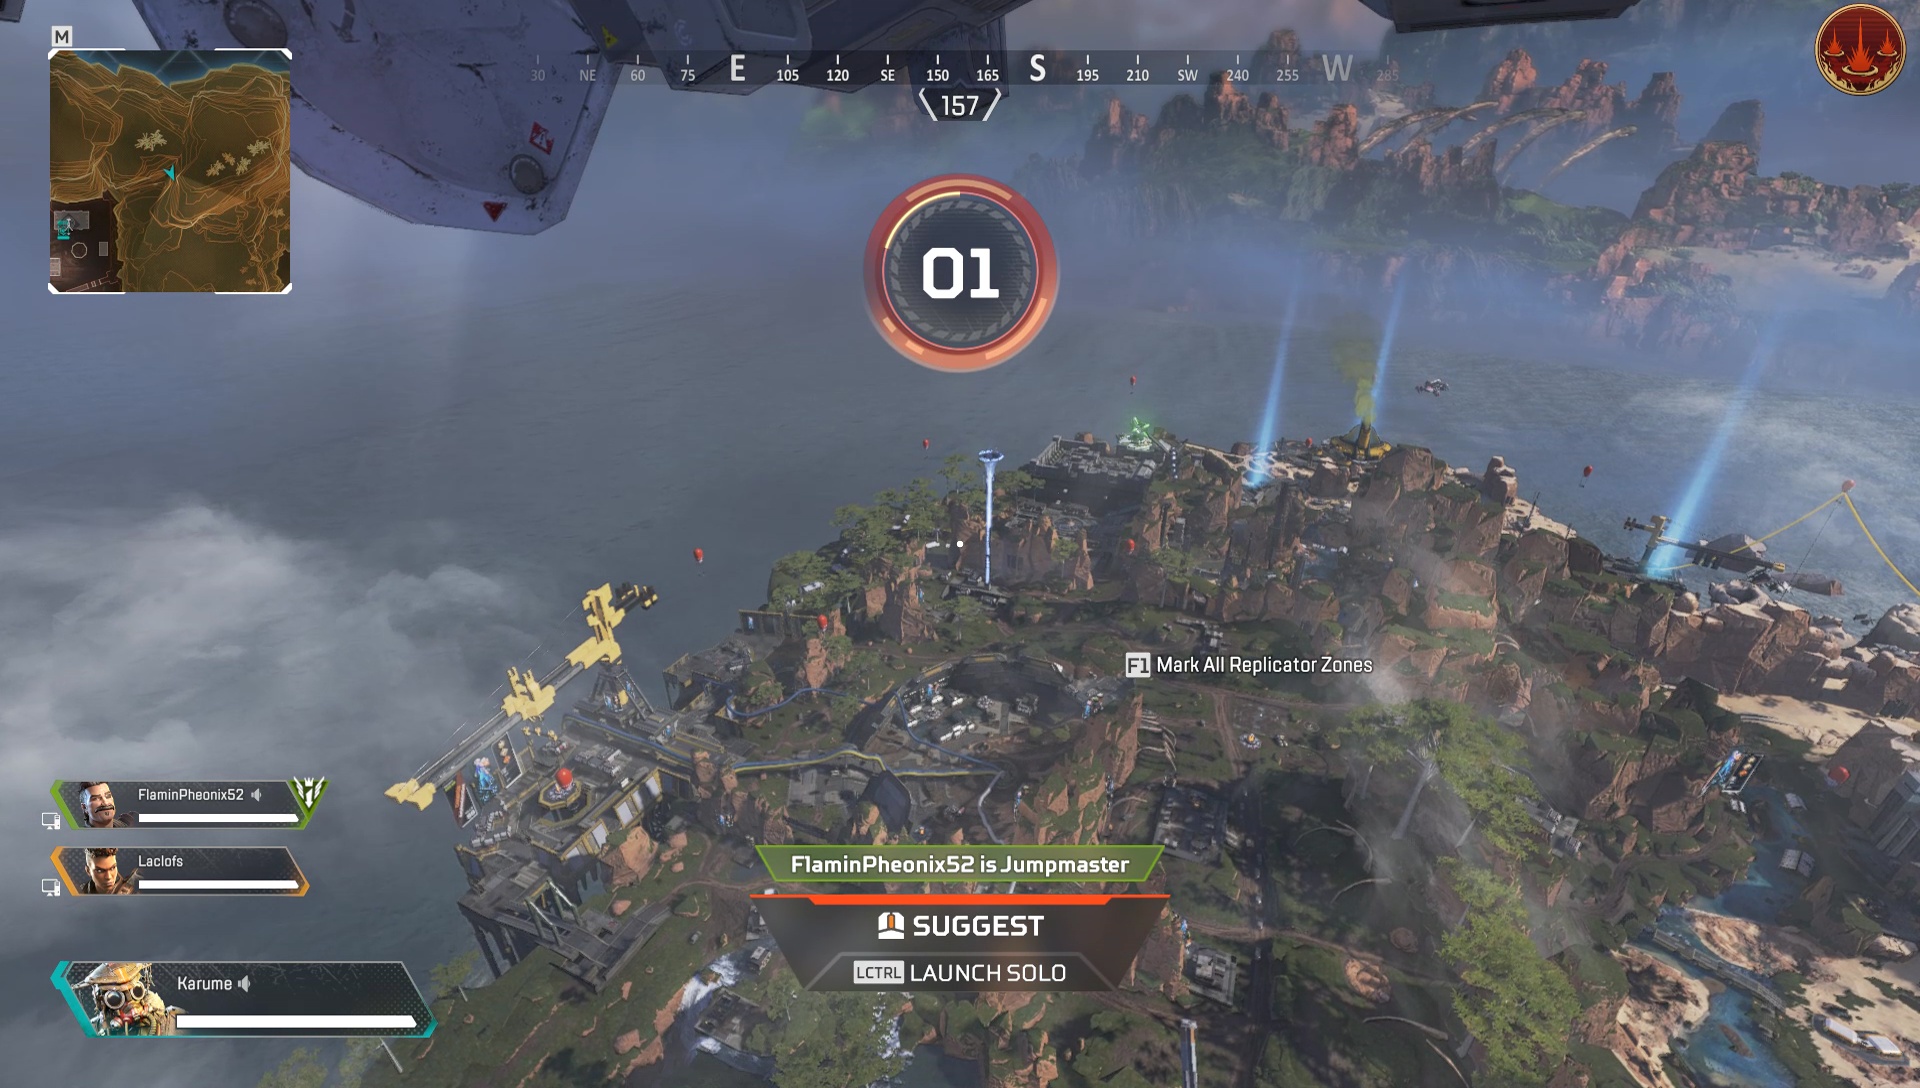 M
30 NE 60 75 E 105 120 SE 150 165 S 195 210 SW 240 255 W 285
157
01
F1 Mark All Replicator Zones
FlaminPheonix52
Laclofs
FlaminPheonix52 is Jumpmaster
SUGGEST
LCTRL LAUNCH SOLO
Karume